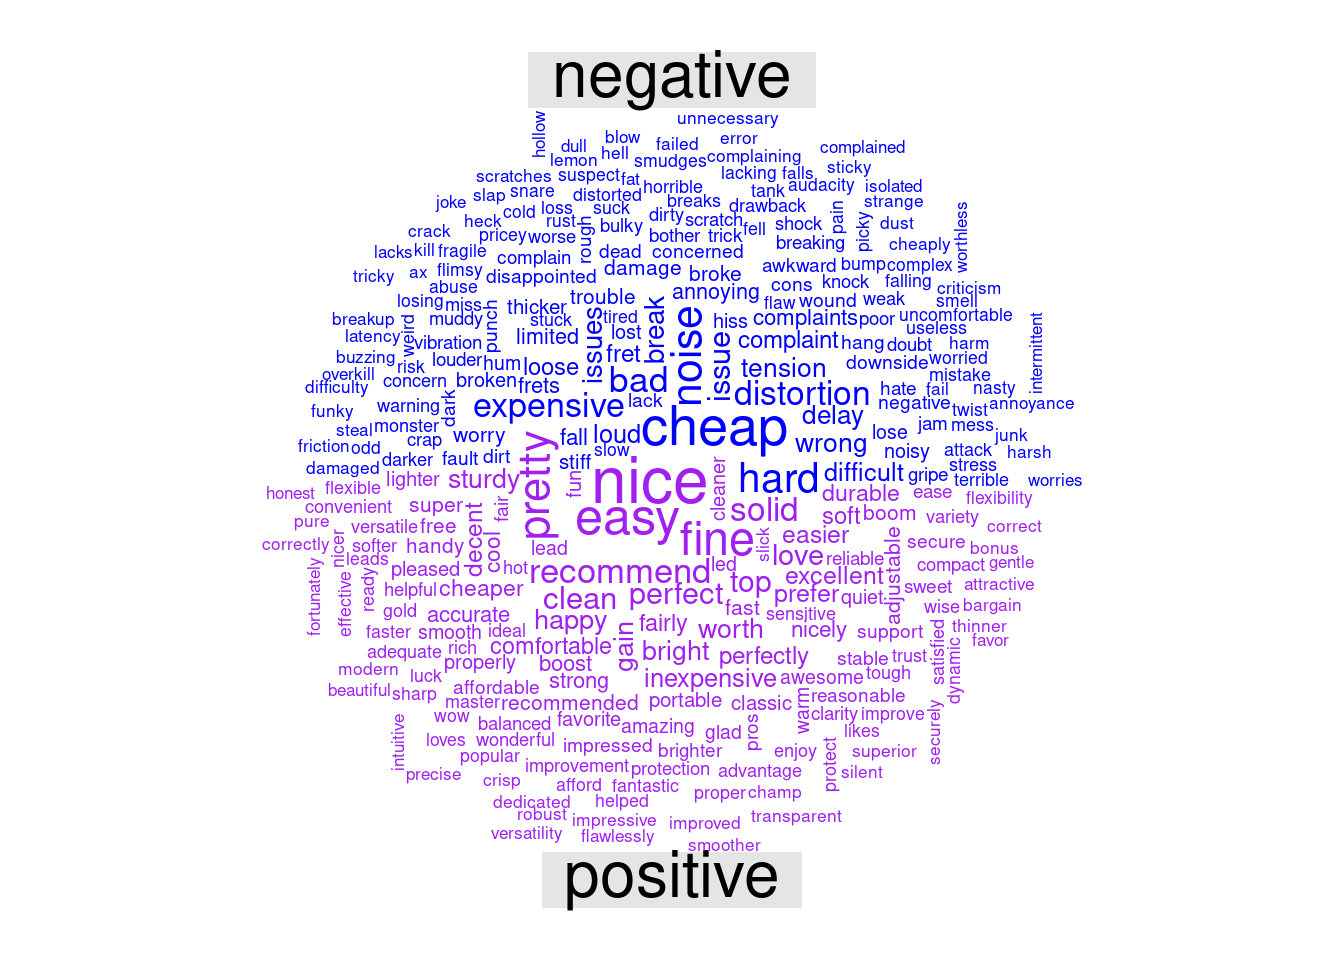 negative
unnecessary
hollow
blow
failed
error
dull
complained
lemon
hell
smudges
complaining
sticky
scratches
suspect
fat
lacking
falls
joke
slap
snare
distorted
horrible
tank
audacity
isolated
heck
cold
loss
suck
breaks
drawback
strange
crack
rust
bulky
dirty
scratch
fell
shock
pain
picky
dust
worthless
pricey
worse
rough
bother
trick
breaking
cheaply
lacks
kill
fragile
complain
dead
concerned
tricky
ax
flimsy
disappointed
damage
broke
awkward
bump
complex
abuse
annoying
cons
knock
falling
criticism
losing
miss
thicker
trouble
flaw
wound
weak
smell
breakup
weird
muddy
punch
stuck
issues
tired
break
noise
hiss
complaints
poor
uncomfortable
latency
vibration
limited
lost
issue
complaint
hang
doubt
useless
harm
intermittent
buzzing
risk
louder
hum
loose
fret
tension
downside
worried
overkill
concern
broken
frets
bad
distortion
hate
fail
mistake
nasty
difficulty
dark
expensive
lack
cheap
delay
negative
twist
annoyance
funky
warning
steal
monster
worry
fall
loud
wrong
lose
jam
mess
junk
friction
odd
crap
slow
noisy
attack
harsh
damaged
darker
fault
dirt
stiff
hard
difficult
gripe
stress
terrible
worries
honest
flexible
lighter
sturdy
pretty
fun
nice
cleaner
durable
ease
flexibility
convenient
super
fair
easy
solid
soft
boom
variety
pure
versatile
free
decent
cool
fine
slick
easier
correct
correctly
nicer
softer
handy
lead
love
reliable
adjustable
secure
bonus
fortunately
leads
pleased
hot
recommend
led
top
excellent
compact
gentle
effective
ready
helpful
cheaper
clean
perfect
prefer
quiet
sweet
attractive
gold
accurate
happy
fast
sensitive
wise
bargain
faster
smooth
ideal
gain
fairly
worth
nicely
support
satisfied
thinner
adequate
rich
comfortable
bright
perfectly
stable
trust
dynamic
favor
modern
luck
properly
boost
strong
inexpensive
awesome
tough
beautiful
sharp
affordable
master
recommended
portable
classic
warm
reasonable
intuitive
wow
balanced
favorite
amazing
glad
pros
clarity
improve
securely
loves
wonderful
impressed
brighter
enjoy
likes
superior
popular
precise
crisp
improvement
protection
advantage
protect
silent
afford
fantastic
proper
champ
dedicated
helped
robust
impressive
improved
transparent
versatility
flawlessly
smoother
positive